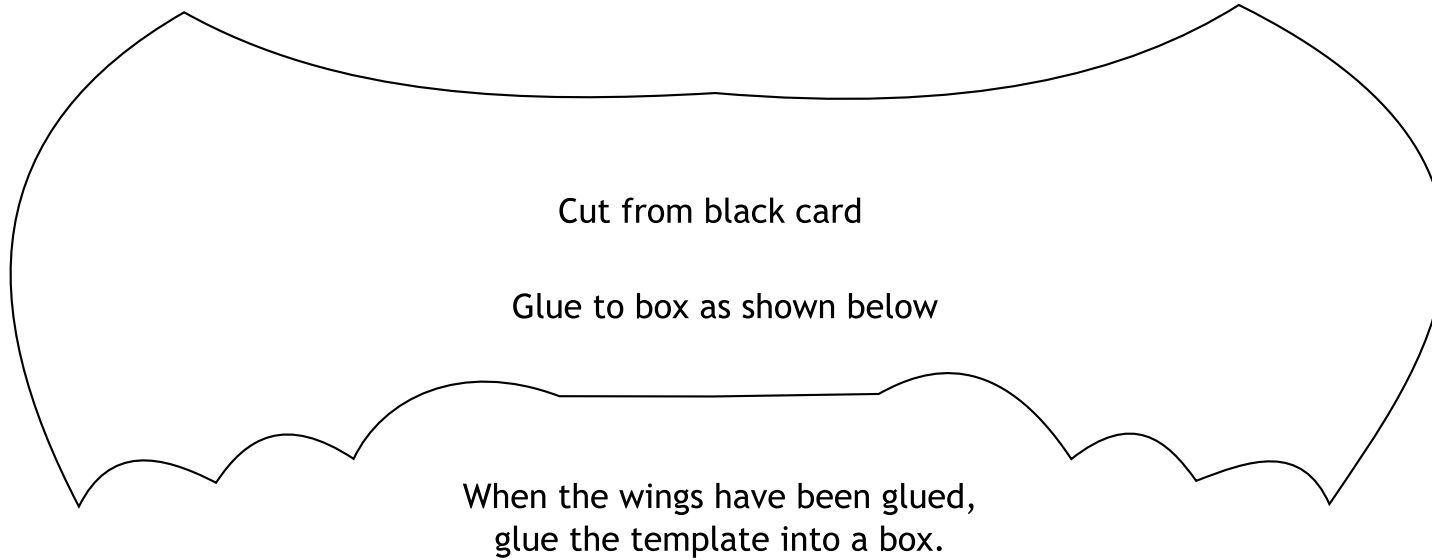 Cut from black card
Glue to box as shown below
When the wings have been glued,
glue the template into a box.